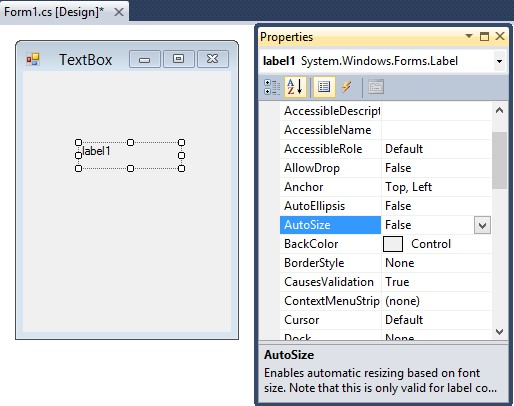 Form1.cs [Design]*
TextBox
label1
Properties
label1 System.Windows.Forms.Label
AccessibleDescript
AccessibleName
AccessibleRole Default
AllowDrop False
Anchor Top, Left
AutoEllipsis False
AutoSize False
BackColor Control
BorderStyle None
CausesValidation True
ContextMenuStrip (none)
Cursor Default
Dock None
AutoSize
Enables automatic resizing based on font
size. Note that this is only valid for label co...